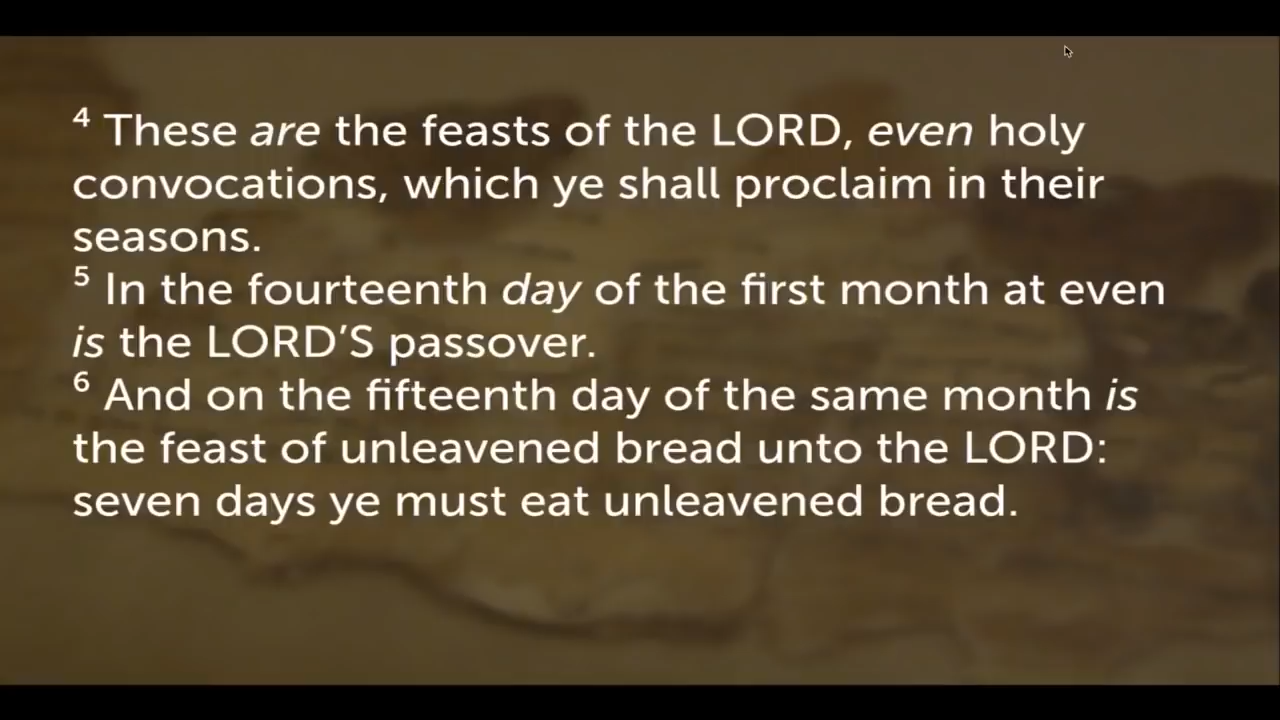 4 These are the feasts of the LORD, even holy
convocations, which ye shall proclaim in their
seasons.
5 In the fourteenth day of the first month at even
is the LORD’S passover.
6 And on the fifteenth day of the same month is
the feast of unleavened bread unto the LORD:
seven days ye must eat unleavened bread.